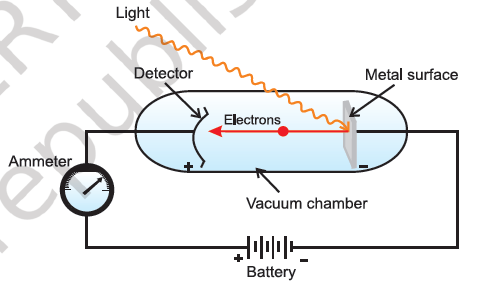 Light
Detector
Metal surface
Electrons
Ammeter
+
–
Vacuum chamber
+ –
Battery